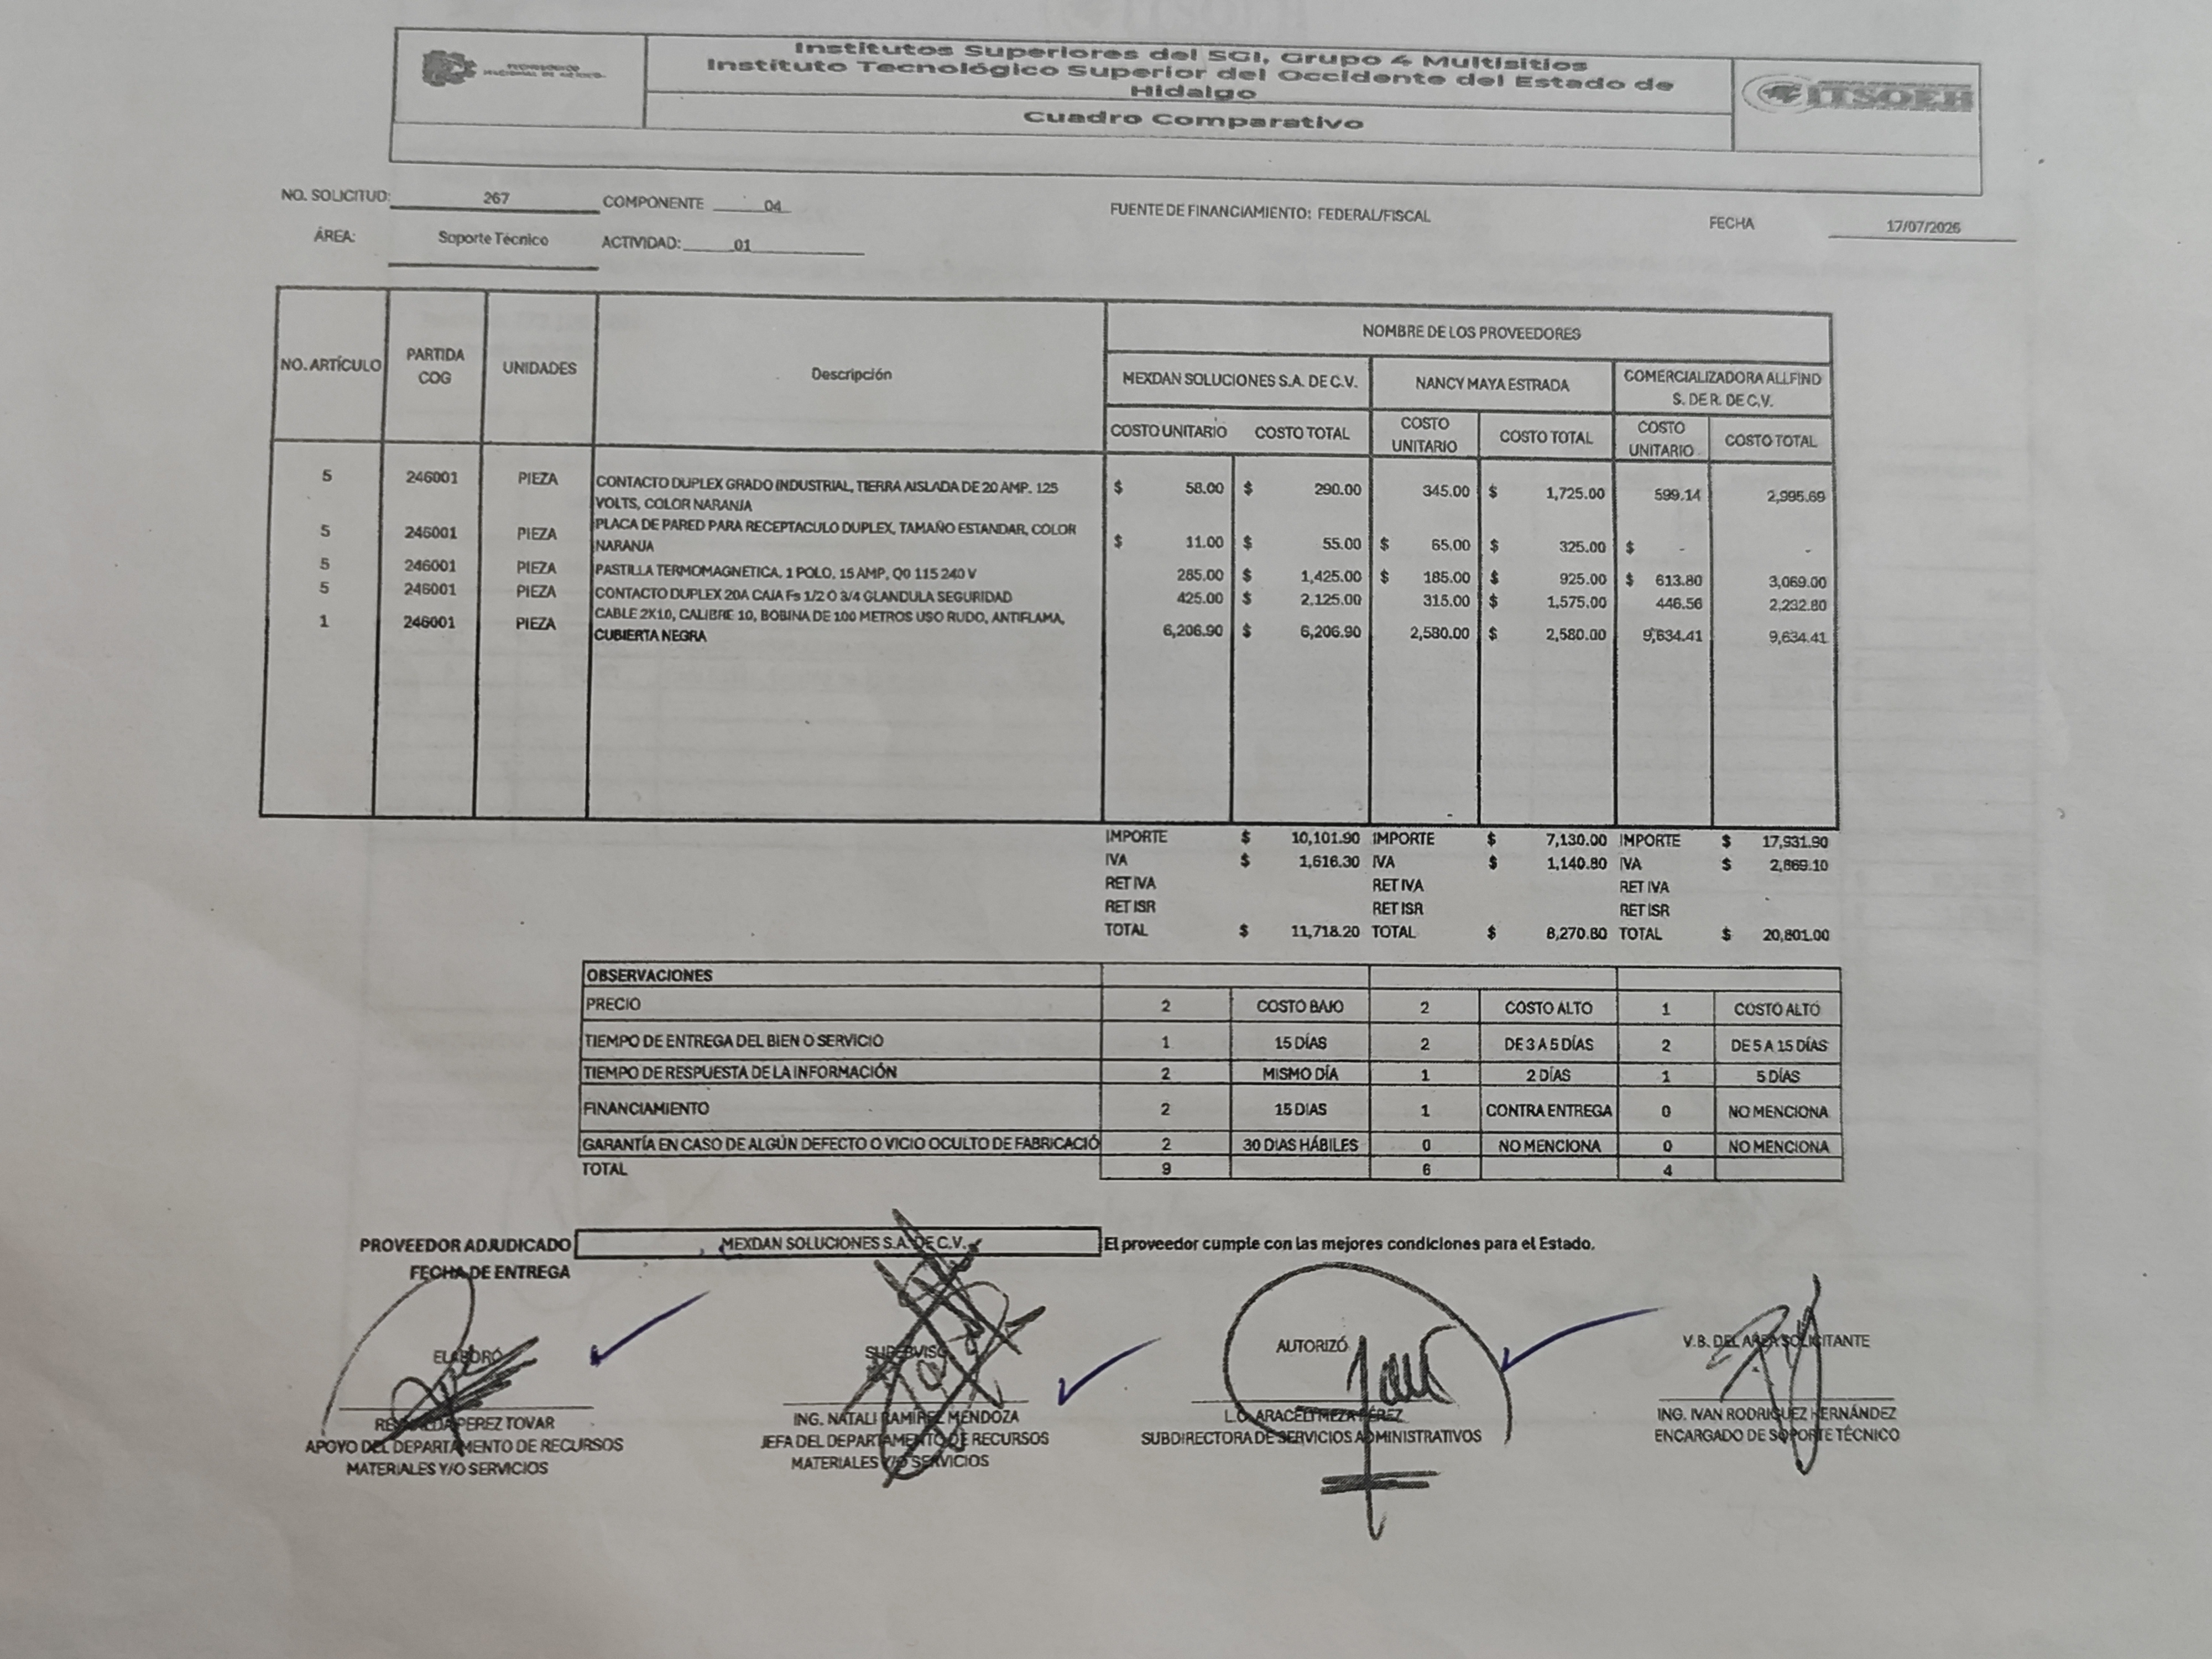 TECNOLÓGICO
NACIONAL DE MÉXICO
Institutos Superiores del SGI, Grupo 4 Multisitios
Instituto Tecnológico Superior del Occidente del Estado de
Hidalgo
Cuadro Comparativo
ITSOEH
NO. SOLICITUD: 267 COMPONENTE 04 FUENTE DE FINANCIAMIENTO: FEDERAL/FISCAL FECHA 17/07/2025
ÁREA: Soporte Técnico ACTIVIDAD: 01
NOMBRE DE LOS PROVEEDORES
NO. ARTÍCULO PARTIDA COG UNIDADES Descripción MEXDAN SOLUCIONES S.A. DE C.V. NANCY MAYA ESTRADA COMERCIALIZADORA ALLFIND S. DE R. DE C.V.
COSTO UNITARIO COSTO TOTAL COSTO UNITARIO COSTO TOTAL COSTO UNITARIO COSTO TOTAL
5 246001 PIEZA CONTACTO DUPLEX GRADO INDUSTRIAL, TIERRA AISLADA DE 20 AMP. 125 $ 58.00 $ 290.00 345.00 $ 1,725.00 599.14 2,995.69
VOLTS, COLOR NARANJA
5 246001 PIEZA PLACA DE PARED PARA RECEPTACULO DUPLEX, TAMAÑO ESTANDAR, COLOR
NARANJA $ 11.00 $ 55.00 $ 65.00 $ 325.00 $ - -
5 246001 PIEZA PASTILLA TERMOMAGNETICA, 1 POLO, 15 AMP, Q0 115 240 V 285.00 $ 1,425.00 $ 185.00 $ 925.00 $ 613.80 3,069.00
5 246001 PIEZA CONTACTO DUPLEX 20A CAJA Fs 1/2 O 3/4 GLANDULA SEGURIDAD 425.00 $ 2,125.00 315.00 $ 1,575.00 446.56 2,232.80
1 246001 PIEZA CABLE 2X10, CALIBRE 10, BOBINA DE 100 METROS USO RUDO, ANTIFLAMA,
CUBIERTA NEGRA 6,206.90 $ 6,206.90 2,580.00 $ 2,580.00 9,634.41 9,634.41
IMPORTE $ 10,101.90 IMPORTE $ 7,130.00 IMPORTE $ 17,931.90
IVA $ 1,616.30 IVA $ 1,140.80 IVA $ 2,869.10
RET IVA RET IVA RET IVA
RET ISR RET ISR RET ISR
TOTAL $ 11,718.20 TOTAL $ 8,270.80 TOTAL $ 20,801.00
OBSERVACIONES
PRECIO 2 COSTO BAJO 2 COSTO ALTO 1 COSTO ALTO
TIEMPO DE ENTREGA DEL BIEN O SERVICIO 1 15 DÍAS 2 DE 3 A 5 DÍAS 2 DE 5 A 15 DÍAS
TIEMPO DE RESPUESTA DE LA INFORMACIÓN 2 MISMO DÍA 1 2 DÍAS 1 5 DÍAS
FINANCIAMIENTO 2 15 DIAS 1 CONTRA ENTREGA 0 NO MENCIONA
GARANTÍA EN CASO DE ALGÚN DEFECTO O VICIO OCULTO DE FABRICACIÓ 2 30 DIAS HÁBILES 0 NO MENCIONA 0 NO MENCIONA
TOTAL 9 6 4
PROVEEDOR ADJUDICADO MEXDAN SOLUCIONES S.A. DE C.V. El proveedor cumple con las mejores condiciones para el Estado.
FECHA DE ENTREGA
ELABORÓ SUPERVISÓ AUTORIZÓ V.B. DEL AREA SOLICITANTE
PEREZ TOVAR ING. NATALI RAMIREZ MENDOZA L.C. ARACELI MEZA PÉREZ ING. IVAN RODRIGUEZ HERNÁNDEZ
APOYO DEL DEPARTAMENTO DE RECURSOS JEFA DEL DEPARTAMENTO DE RECURSOS SUBDIRECTORA DE SERVICIOS ADMINISTRATIVOS ENCARGADO DE SOPORTE TÉCNICO
MATERIALES Y/O SERVICIOS MATERIALES Y/O SERVICIOS